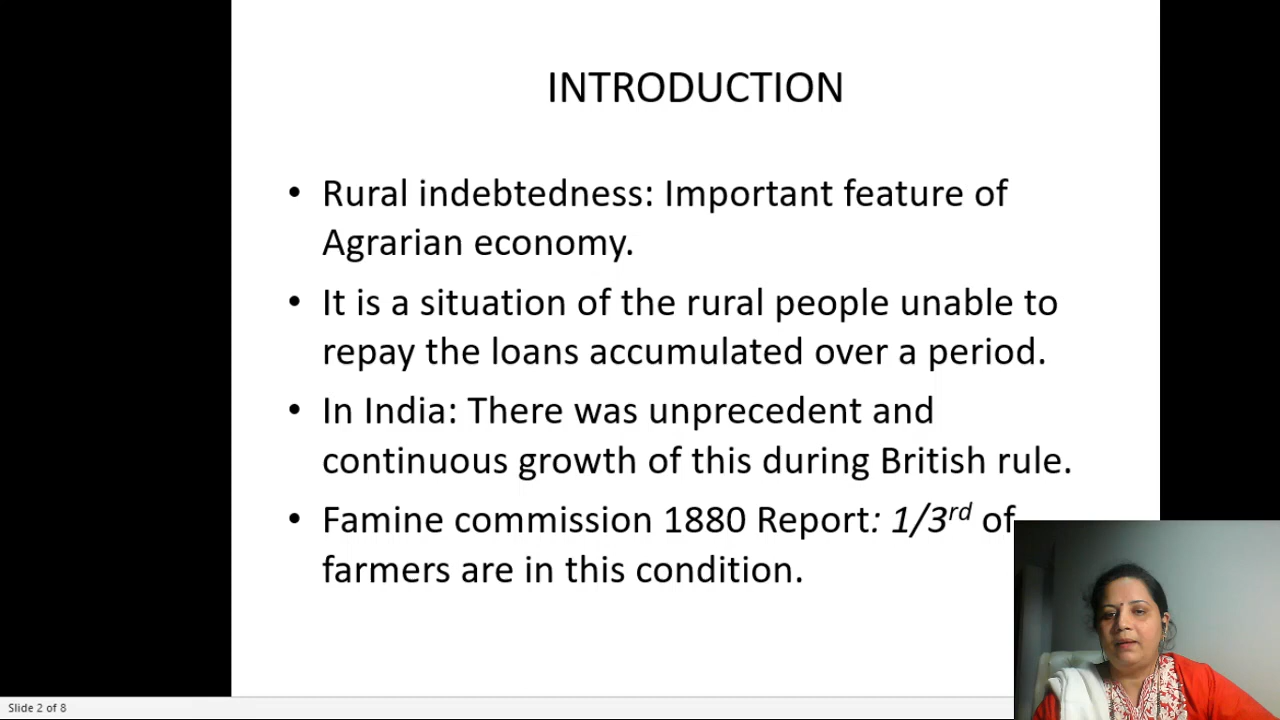 INTRODUCTION
• Rural indebtedness: Important feature of
Agrarian economy.
• It is a situation of the rural people unable to
repay the loans accumulated over a period.
• In India: There was unprecedent and
continuous growth of this during British rule.
• Famine commission 1880 Report: 1/3rd of
farmers are in this condition.
Slide 2 of 8